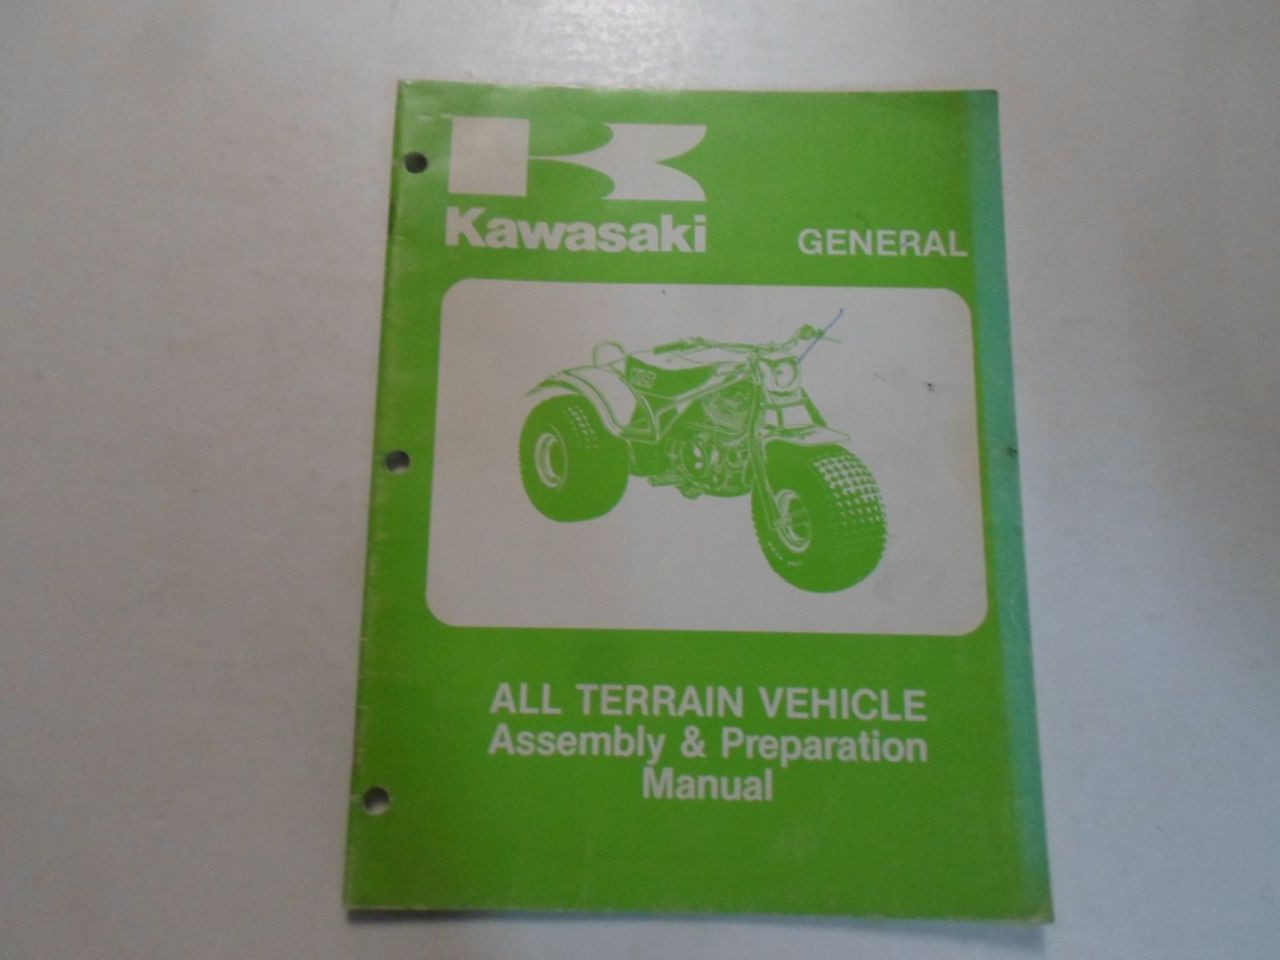 Kawasaki
GENERAL
ALL TERRAIN VEHICLE
Assembly & Preparation
Manual